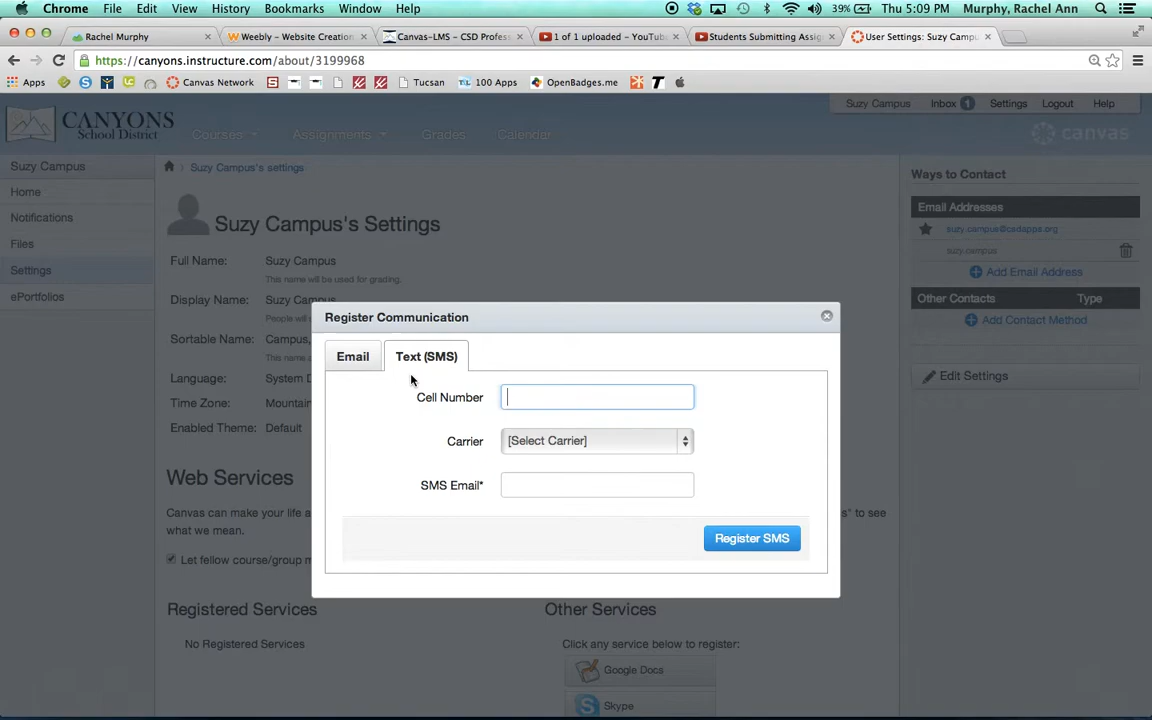 Chrome File Edit View History Bookmarks Window Help 39% Thu 5:09 PM Murphy, Rachel Ann
Rachel Murphy Weebly - Website Creation Canvas-LMS - CSD Profess 1 of 1 uploaded - YouTube Students Submitting Assig User Settings: Suzy Campu
https://canyons.instructure.com/about/3199968
Apps Canvas Network Tucsan 100 Apps OpenBadges.me
Suzy Campus Inbox 1 Settings Logout Help
CANYONS
School District
Courses Assignments Grades Calendar canvas
Suzy Campus
Suzy Campus's settings
Home
Notifications
Files
Settings
ePortfolios
Suzy Campus's Settings
Full Name: Suzy Campus
This name will be used for grading.
Display Name: Suzy Campus
People will
Sortable Name: Campus,
This name
Language: System D
Time Zone: Mountain
Enabled Theme: Default
Web Services
Canvas can make your life a
s" to see
what we mean.
Let fellow course/group m
Registered Services
No Registered Services
Other Services
Click any service below to register:
Google Docs
Skype
Ways to Contact
Email Addresses
suzy.campus@csdapps.org
suzy.campus
Add Email Address
Other Contacts Type
Add Contact Method
Edit Settings
Register Communication
Email Text (SMS)
Cell Number
Carrier [Select Carrier]
SMS Email*
Register SMS